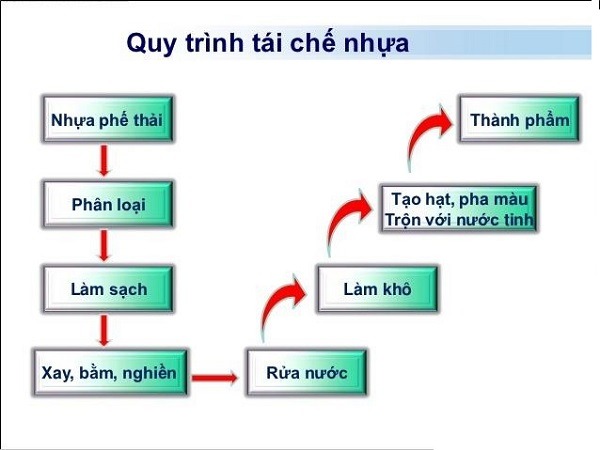 Quy trình tái chế nhựa
Nhựa phế thải
Phân loại
Làm sạch
Xay, bằm, nghiền
Rửa nước
Làm khô
Tạo hạt, pha màu
Trộn với nước tinh
Thành phẩm